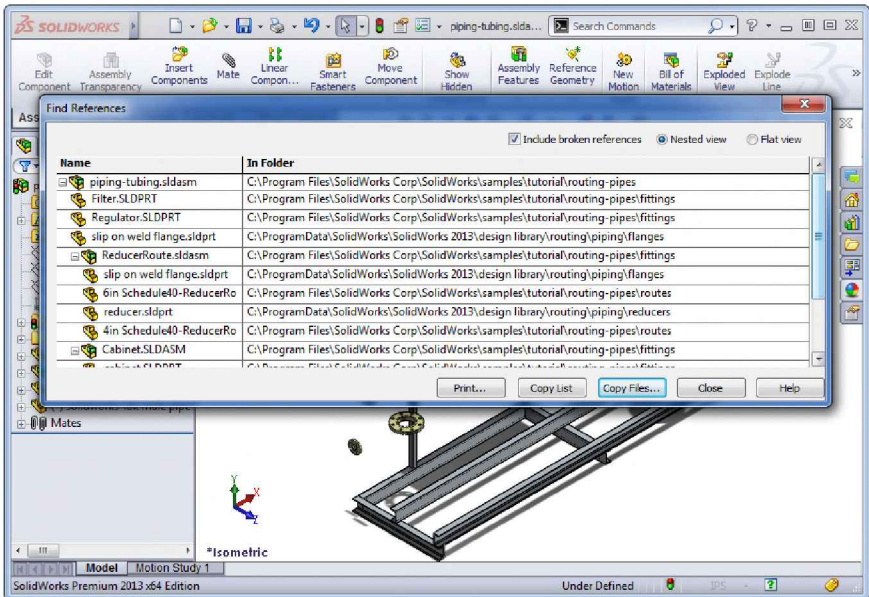 SOLIDWORKS
piping-tubing.slda...
Search Commands
Edit Component
Assembly Transparency
Insert Components
Mate
Linear Compon...
Smart Fasteners
Move Component
Show Hidden
Assembly Features
Reference Geometry
New Motion
Bill of Materials
Exploded View
Explode Line
Ass
Find References
Include broken references
Nested view
Flat view
Name In Folder
piping-tubing.sldasm C:\Program Files\SolidWorks Corp\SolidWorks\samples\tutorial\routing-pipes
Filter.SLDPRT C:\Program Files\SolidWorks Corp\SolidWorks\samples\tutorial\routing-pipes\fittings
Regulator.SLDPRT C:\Program Files\SolidWorks Corp\SolidWorks\samples\tutorial\routing-pipes\fittings
slip on weld flange.sldprt C:\ProgramData\SolidWorks\SolidWorks 2013\design library\routing\piping\flanges
ReducerRoute.sldasm C:\Program Files\SolidWorks Corp\SolidWorks\samples\tutorial\routing-pipes\fittings
slip on weld flange.sldprt C:\ProgramData\SolidWorks\SolidWorks 2013\design library\routing\piping\flanges
6in Schedule40-ReducerRo C:\Program Files\SolidWorks Corp\SolidWorks\samples\tutorial\routing-pipes\routes
reducer.sldprt C:\ProgramData\SolidWorks\SolidWorks 2013\design library\routing\piping\reducers
4in Schedule40-ReducerRo C:\Program Files\SolidWorks Corp\SolidWorks\samples\tutorial\routing-pipes\routes
Cabinet.SLDASM C:\Program Files\SolidWorks Corp\SolidWorks\samples\tutorial\routing-pipes\fittings
Print...
Copy List
Copy Files...
Close
Help
Mates
Y
X
Z
*Isometric
Model
Motion Study 1
SolidWorks Premium 2013 x64 Edition
Under Defined
IPS